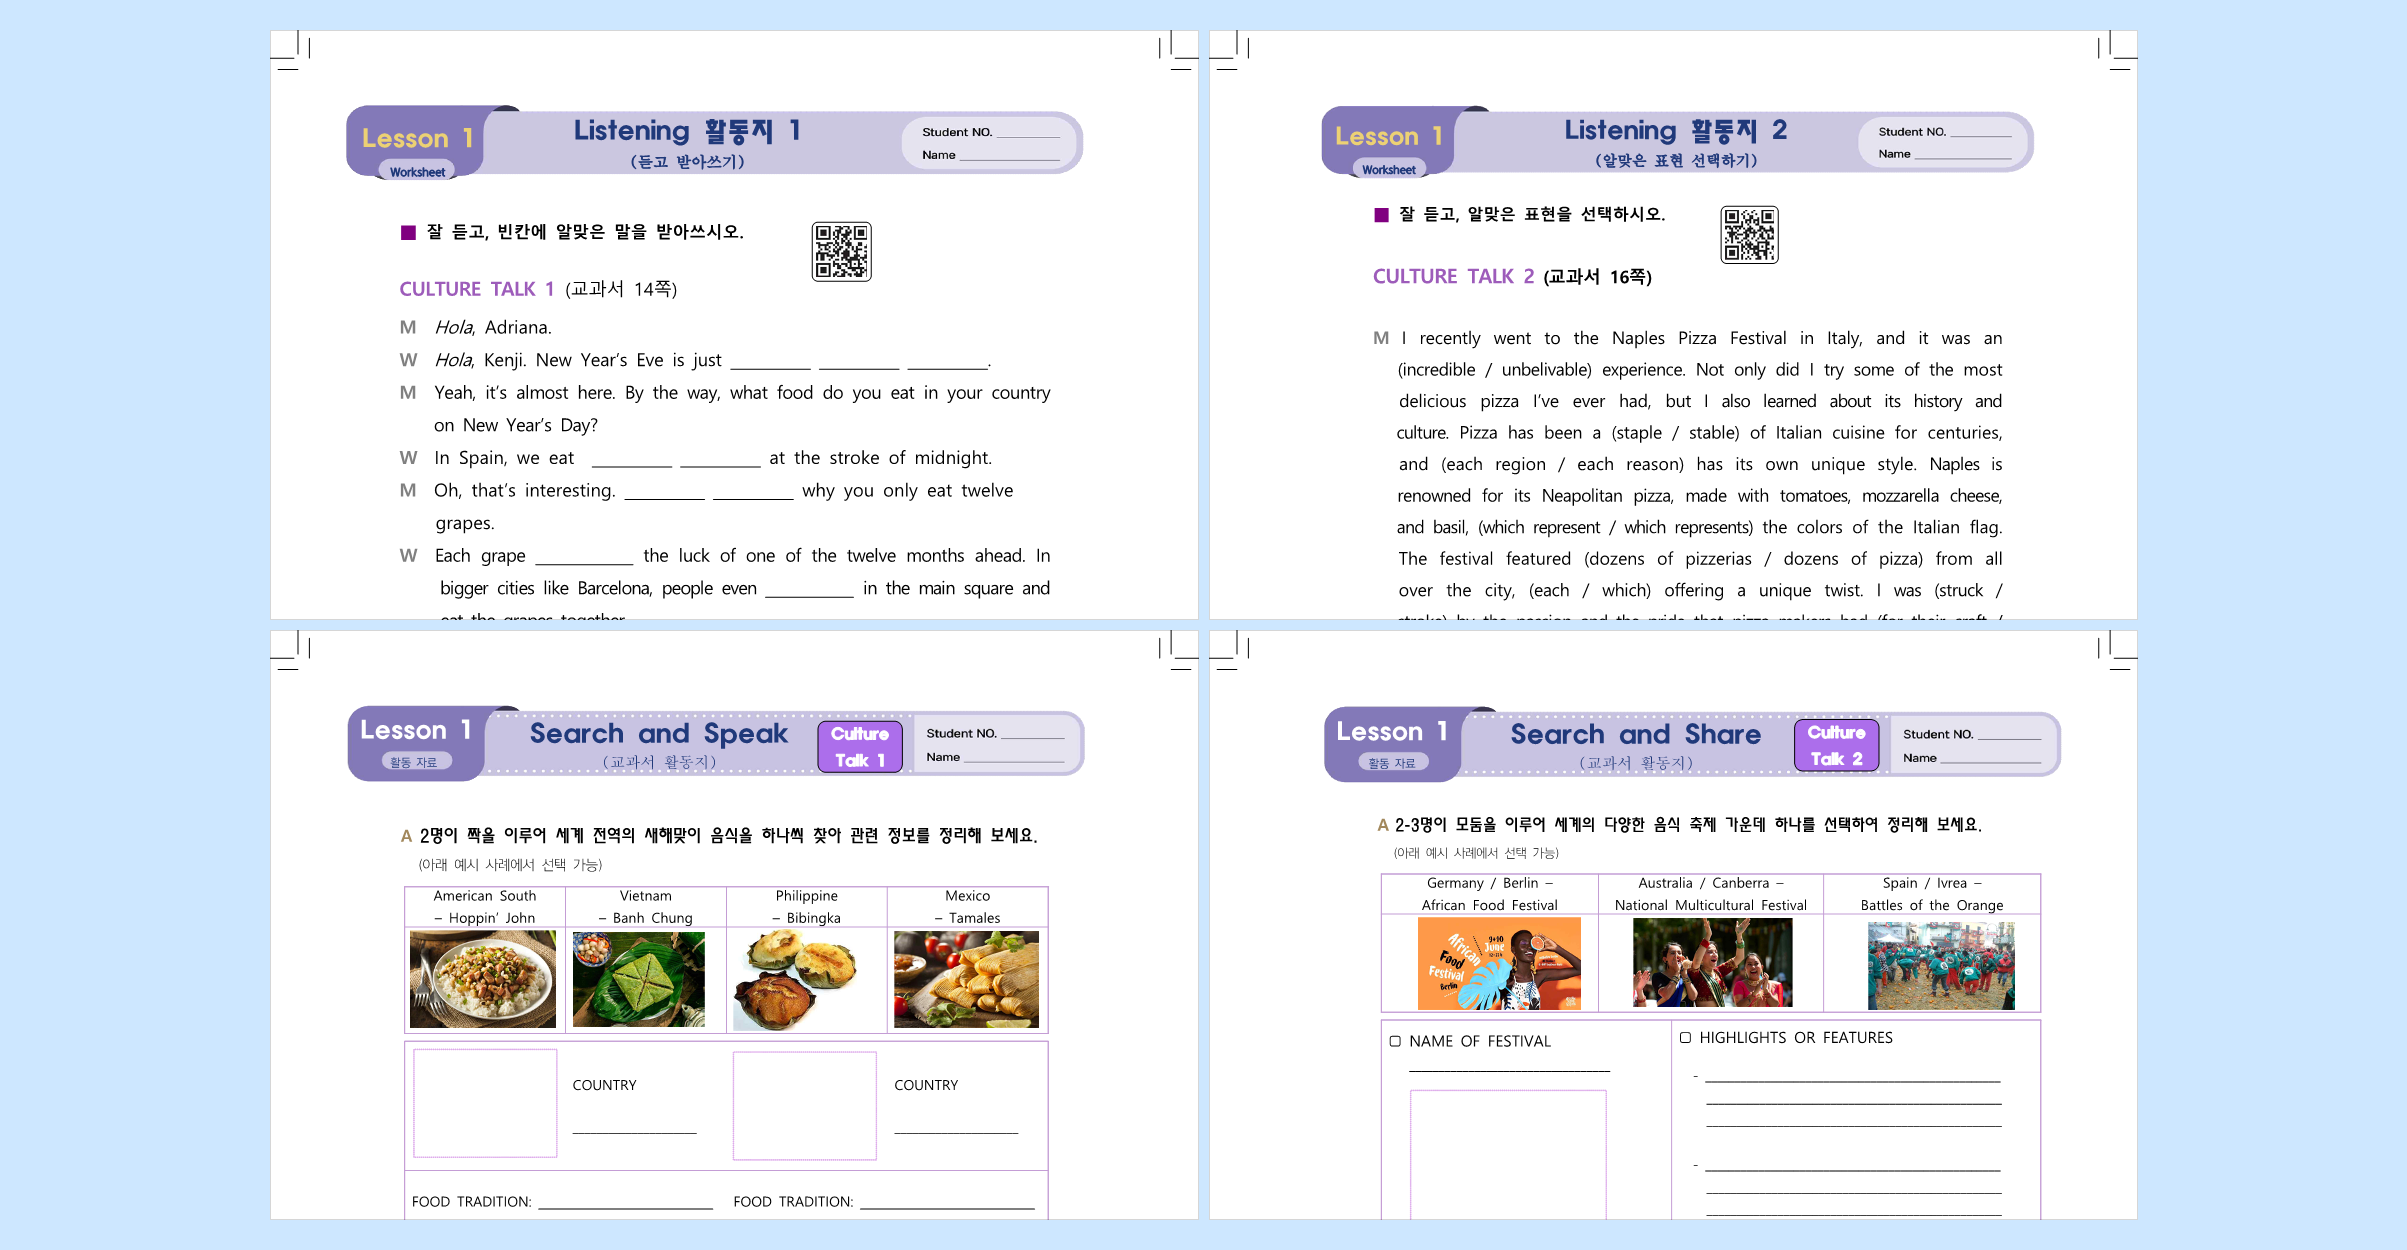 Lesson 1
Worksheet
Listening 활동지 1
(듣고 받아쓰기)
Student NO.
Name
■ 잘 듣고, 빈칸에 알맞은 말을 받아쓰시오.
CULTURE TALK 1 (교과서 14쪽)
M Hola, Adriana.
W Hola, Kenji. New Year's Eve is just ________ ________ ________.
M Yeah, it's almost here. By the way, what food do you eat in your country
on New Year's Day?
W In Spain, we eat ________ ________ at the stroke of midnight.
M Oh, that's interesting. ________ ________ why you only eat twelve
grapes.
W Each grape __________ the luck of one of the twelve months ahead. In
bigger cities like Barcelona, people even _________ in the main square and
eat the grapes together.
Lesson 1
Worksheet
Listening 활동지 2
(알맞은 표현 선택하기)
Student NO.
Name
■ 잘 듣고, 알맞은 표현을 선택하시오.
CULTURE TALK 2 (교과서 16쪽)
M I recently went to the Naples Pizza Festival in Italy, and it was an
(incredible / unbelivable) experience. Not only did I try some of the most
delicious pizza I've ever had, but I also learned about its history and
culture. Pizza has been a (staple / stable) of Italian cuisine for centuries,
and (each region / each reason) has its own unique style. Naples is
renowned for its Neapolitan pizza, made with tomatoes, mozzarella cheese,
and basil, (which represent / which represents) the colors of the Italian flag.
The festival featured (dozens of pizzerias / dozens of pizza) from all
over the city, (each / which) offering a unique twist. I was (struck /
stroke) by the passion and the pride that pizza makers had (for their craft /
Lesson 1
활동 자료
Search and Speak
(교과서 활동지)
Culture
Talk 1
Student NO.
Name
A 2명이 짝을 이루어 세계 전역의 새해맞이 음식을 하나씩 찾아 관련 정보를 정리해 보세요.
(아래 예시 사례에서 선택 가능)
American South
– Hoppin' John
Vietnam
– Banh Chung
Philippine
– Bibingka
Mexico
– Tamales
COUNTRY
COUNTRY
FOOD TRADITION:
FOOD TRADITION:
Lesson 1
활동 자료
Search and Share
(교과서 활동지)
Culture
Talk 2
Student NO.
Name
A 2-3명이 모둠을 이루어 세계의 다양한 음식 축제 가운데 하나를 선택하여 정리해 보세요.
(아래 예시 사례에서 선택 가능)
Germany / Berlin –
African Food Festival
Australia / Canberra –
National Multicultural Festival
Spain / Ivrea –
Battles of the Orange
African
Food
Festival
Berlin
9+10
June
□ NAME OF FESTIVAL
□ HIGHLIGHTS OR FEATURES
-
-